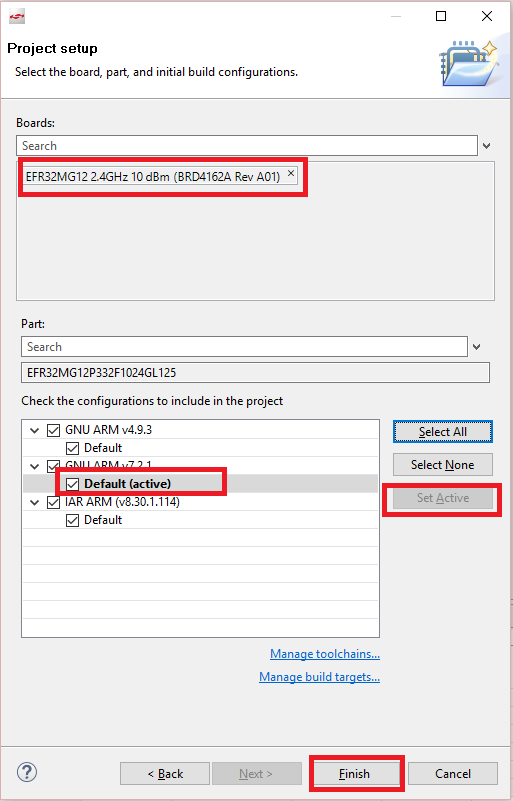 Project setup
Select the board, part, and initial build configurations.
Boards:
Search
EFR32MG12 2.4GHz 10 dBm (BRD4162A Rev A01) ×
Part:
Search
EFR32MG12P332F1024GL125
Check the configurations to include in the project
GNU ARM v4.9.3
Default
GNU ARM v7.2.1
Default (active)
IAR ARM (v8.30.1.114)
Default
Select All
Select None
Set Active
Manage toolchains...
Manage build targets...
?
< Back
Next >
Finish
Cancel